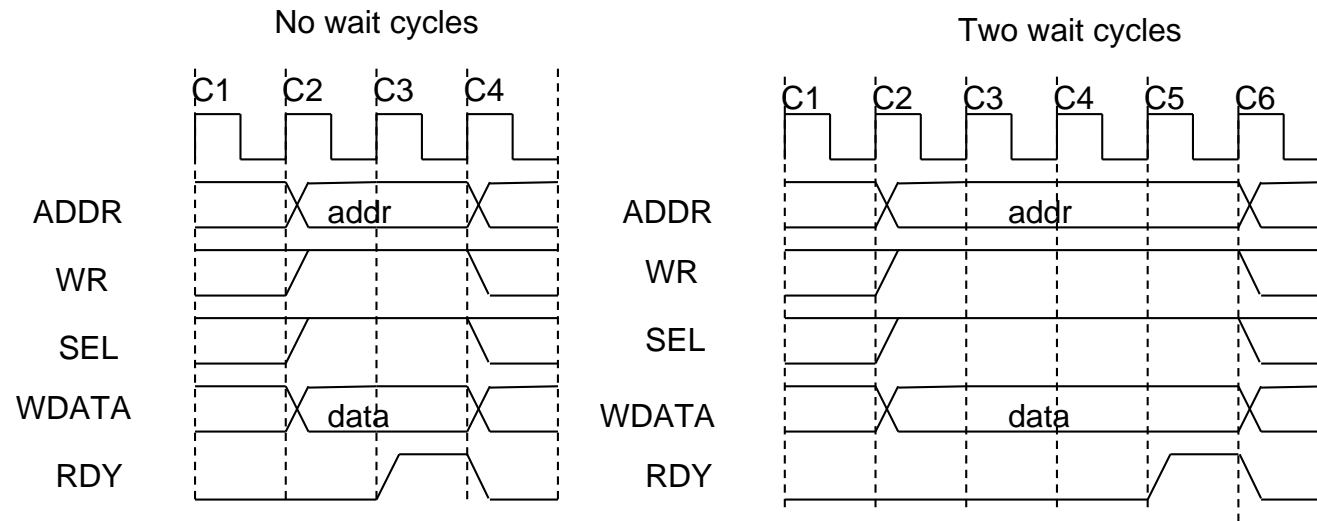 No wait cycles
C1 C2 C3 C4
ADDR
addr
WR
SEL
WDATA
data
RDY
Two wait cycles
C1 C2 C3 C4 C5 C6
ADDR
addr
WR
SEL
WDATA
data
RDY